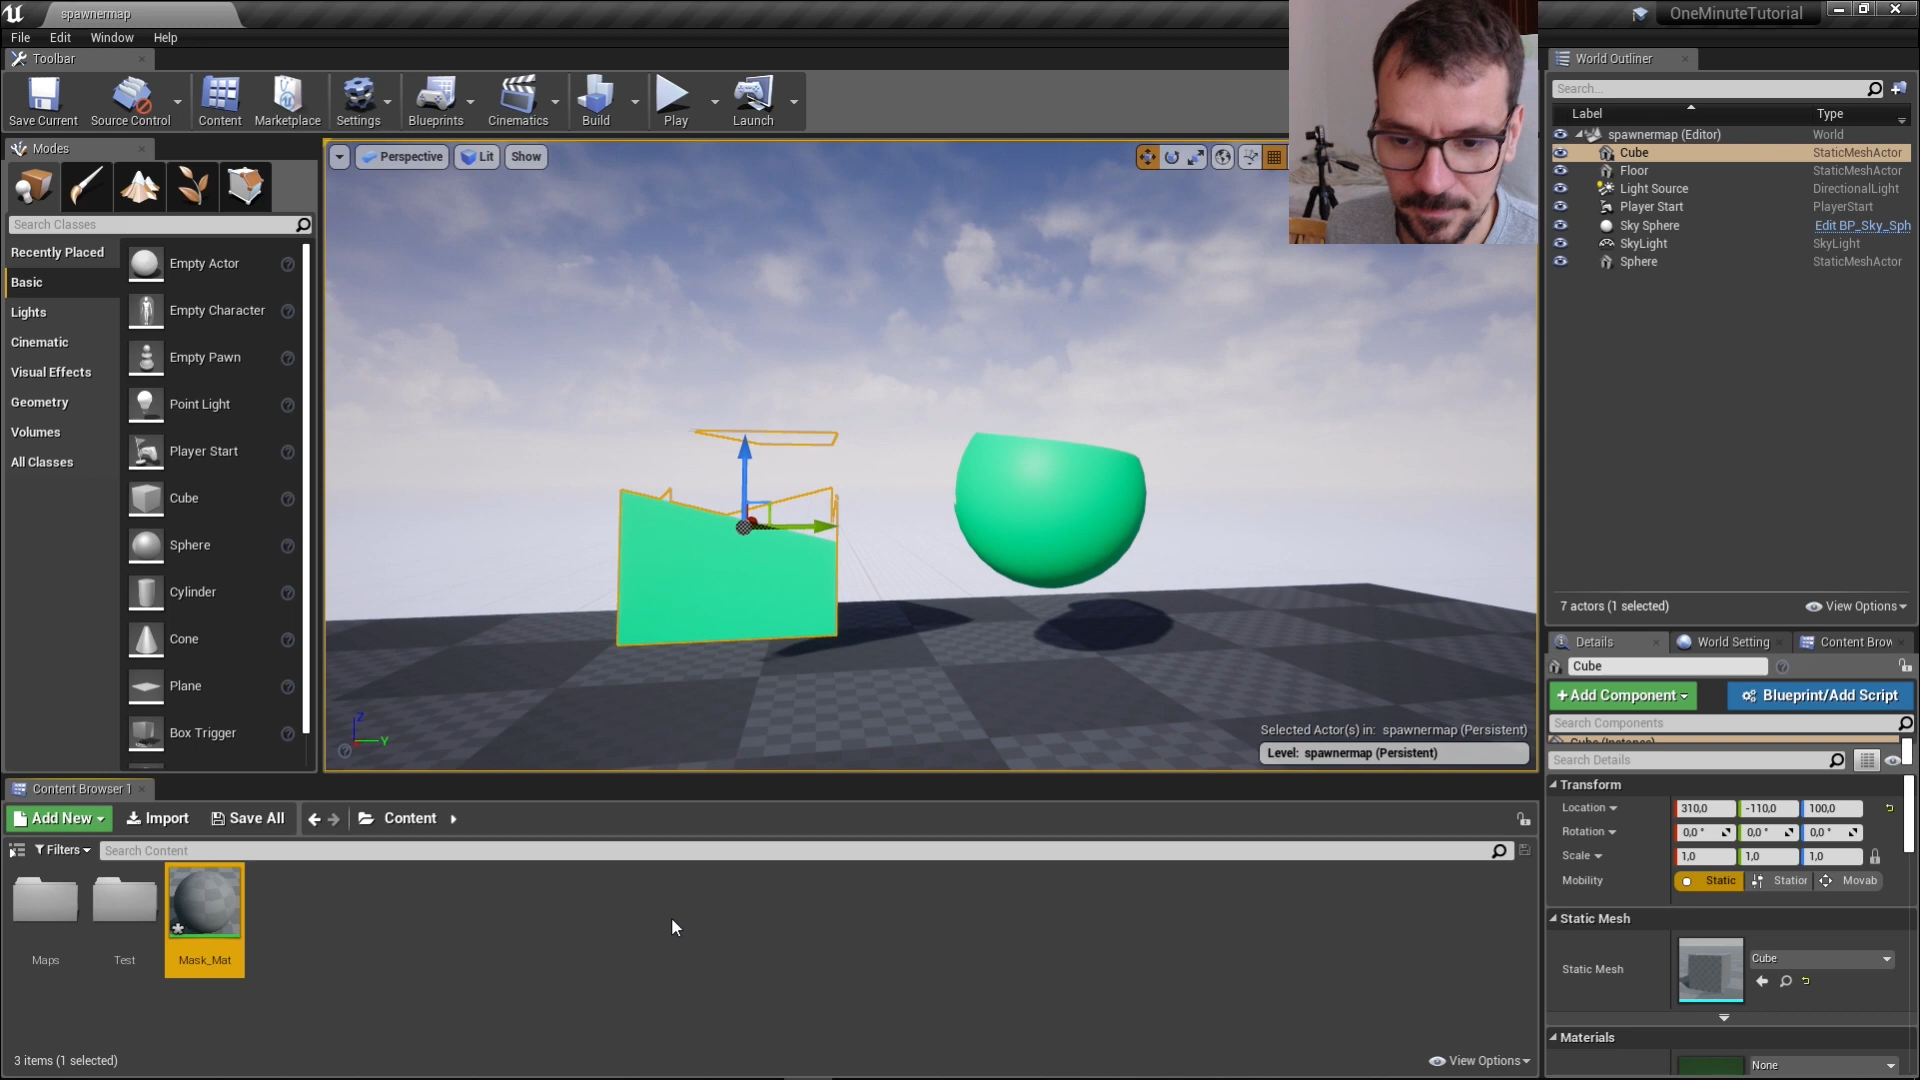 spawnermap
OneMinuteTutorial
File Edit Window Help
Toolbar
Save Current
Source Control
Content
Marketplace
Settings
Blueprints
Cinematics
Build
Play
Launch
Modes
Search Classes
Recently Placed
Basic
Lights
Cinematic
Visual Effects
Geometry
Volumes
All Classes
Empty Actor
Empty Character
Empty Pawn
Point Light
Player Start
Cube
Sphere
Cylinder
Cone
Plane
Box Trigger
Perspective Lit Show
Z
Y
Selected Actor(s) in: spawnermap (Persistent)
Level: spawnermap (Persistent)
World Outliner
Search...
Label Type
spawnermap (Editor) World
Cube StaticMeshActor
Floor StaticMeshActor
Light Source DirectionalLight
Player Start PlayerStart
Sky Sphere Edit BP_Sky_Sph
SkyLight SkyLight
Sphere StaticMeshActor
7 actors (1 selected) View Options
Details World Setting Content Brow
Cube
+Add Component Blueprint/Add Script
Search Components
Cube (Instance)
Search Details
Transform
Location 310,0 -110,0 100,0
Rotation 0,0 ° 0,0 ° 0,0 °
Scale 1,0 1,0 1,0
Mobility Static Station Movab
Static Mesh
Static Mesh Cube
Materials
None
Content Browser 1
Add New Import Save All Content
Filters Search Content
Maps
Test
Mask_Mat
3 items (1 selected) View Options